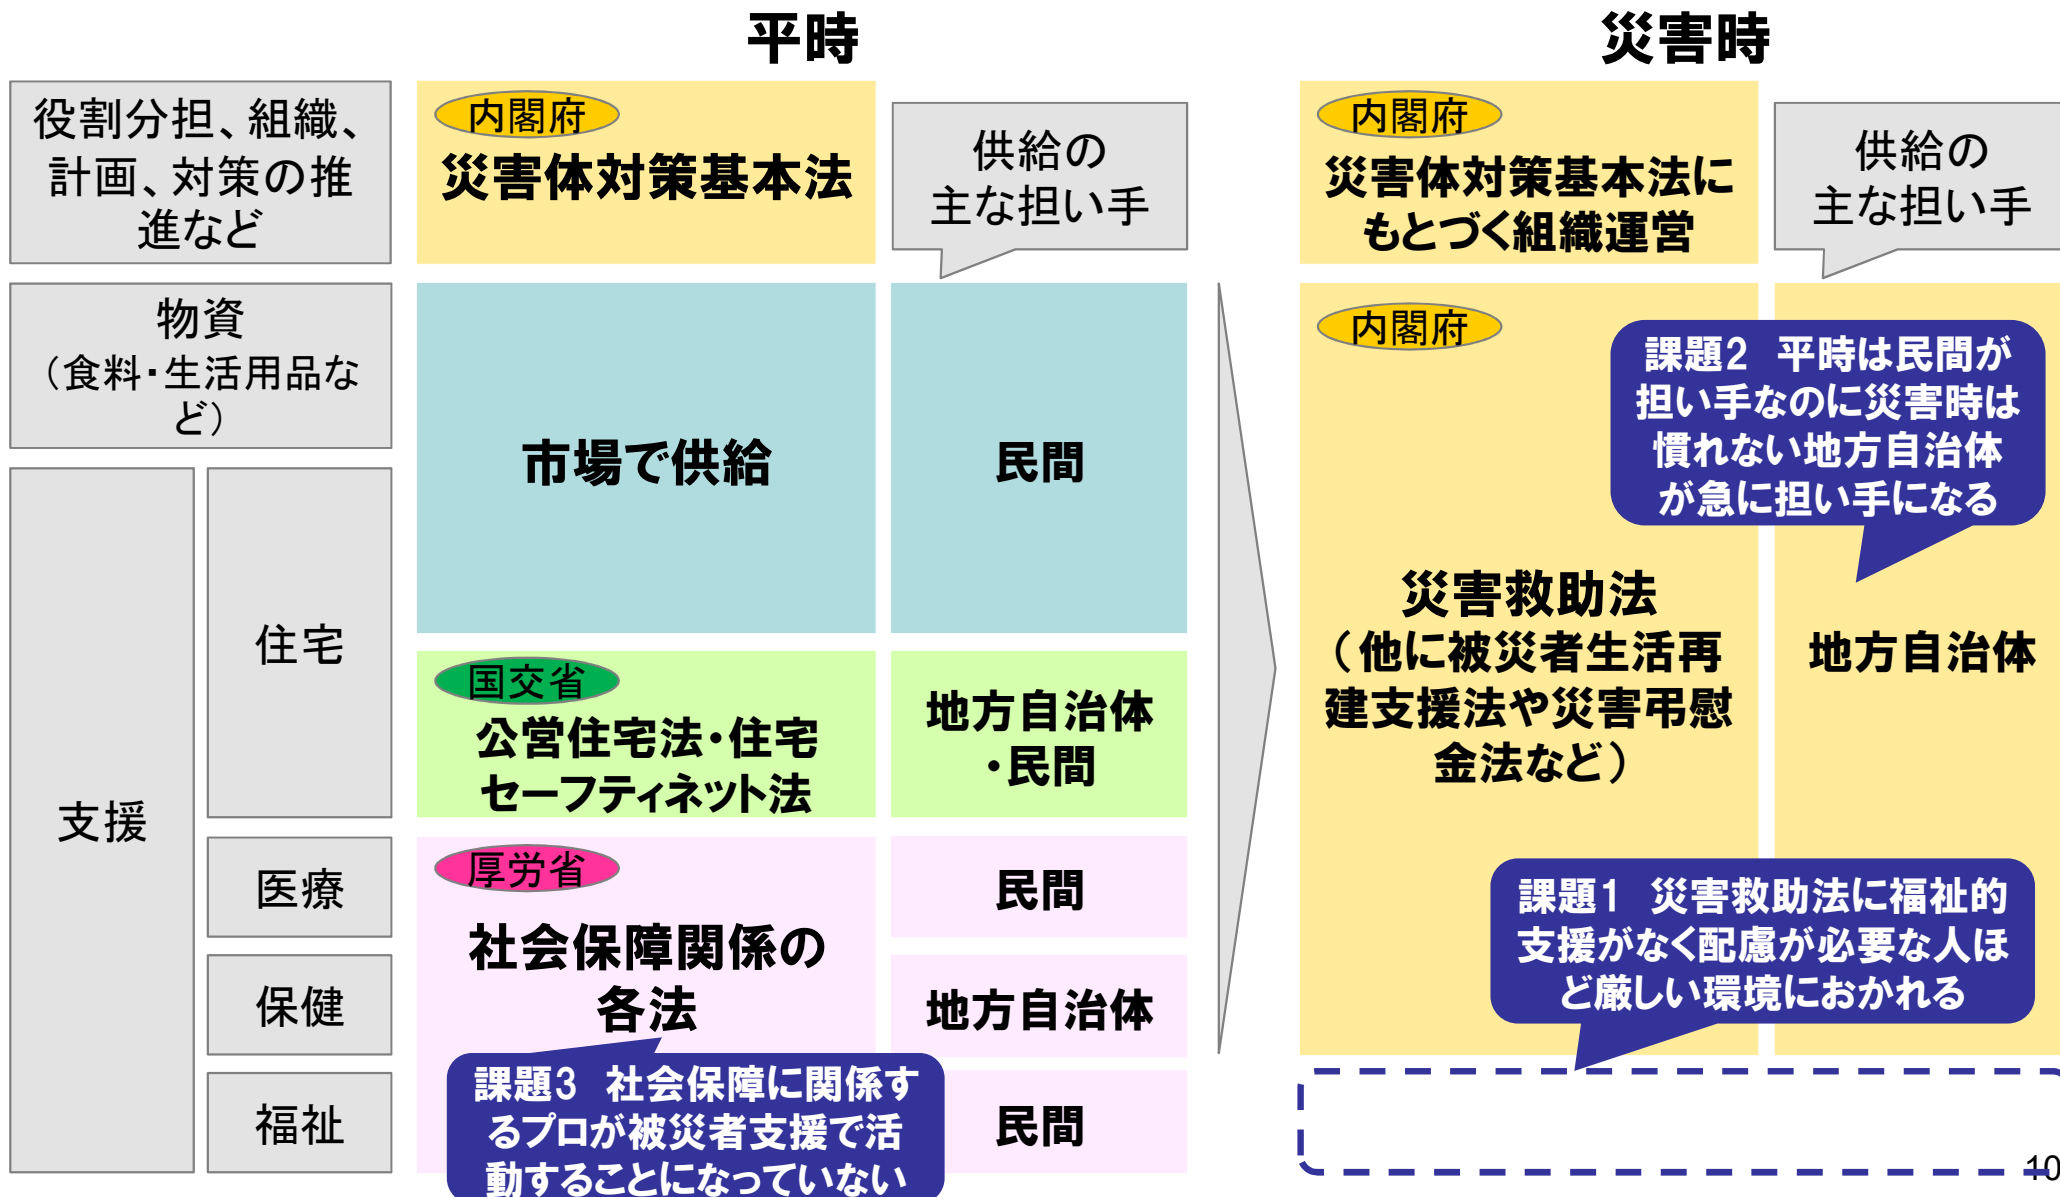 平時
災害時
役割分担、組織、
計画、対策の推
進など
内閣府
災害体対策基本法
供給の
主な担い手
内閣府
災害体対策基本法に
もとづく組織運営
供給の
主な担い手
物資
（食料・生活用品な
ど）
市場で供給
民間
内閣府
課題2　平時は民間が
担い手なのに災害時は
慣れない地方自治体
が急に担い手になる
災害救助法
（他に被災者生活再
建支援法や災害弔慰
金法など）
地方自治体
支援
住宅
国交省
公営住宅法・住宅
セーフティネット法
地方自治体
・民間
医療
厚労省
社会保障関係の
各法
民間
保健
地方自治体
課題1　災害救助法に福祉的
支援がなく配慮が必要な人ほ
ど厳しい環境におかれる
福祉
課題3　社会保障に関係す
るプロが被災者支援で活
動することになっていない
民間
10